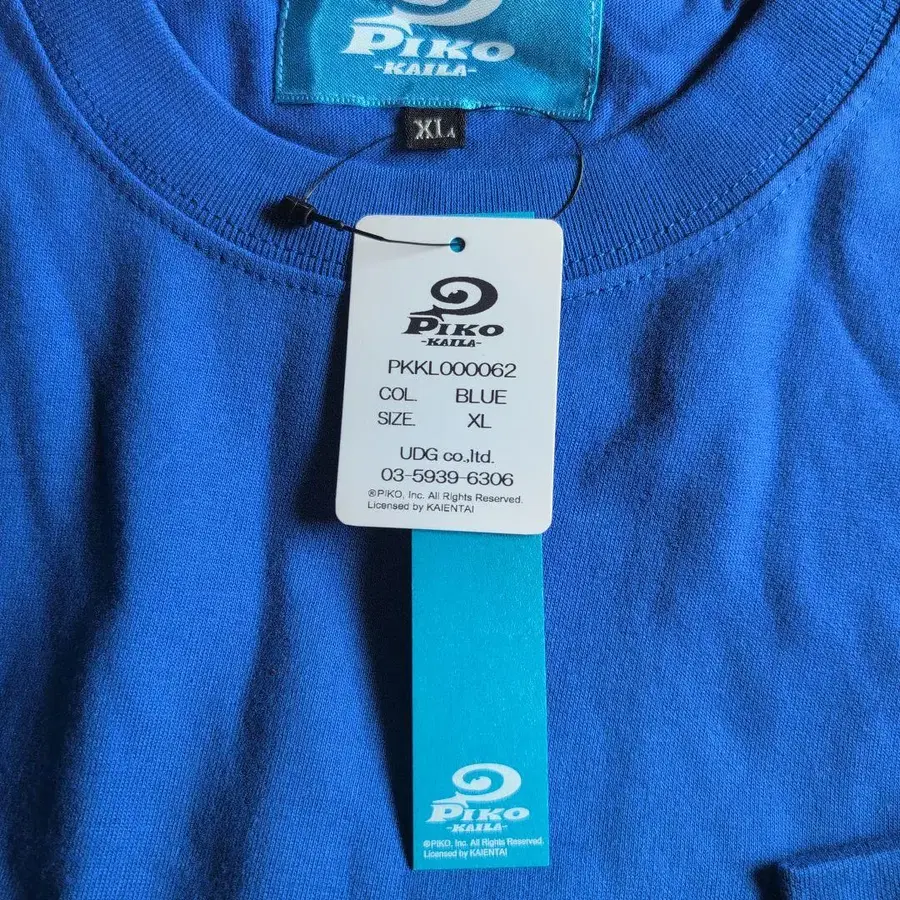 PIKO
-KAILA-
XL
PIKO
-KAILA-
PKKL000062
COL. BLUE
SIZE. XL
UDG co.,ltd.
03-5939-6306
®PIKO, Inc. All Rights Reserved.
Licensed by KAIENTAI
PIKO
-KAILA-
®PIKO, Inc. All Rights Reserved.
Licensed by KAIENTAI